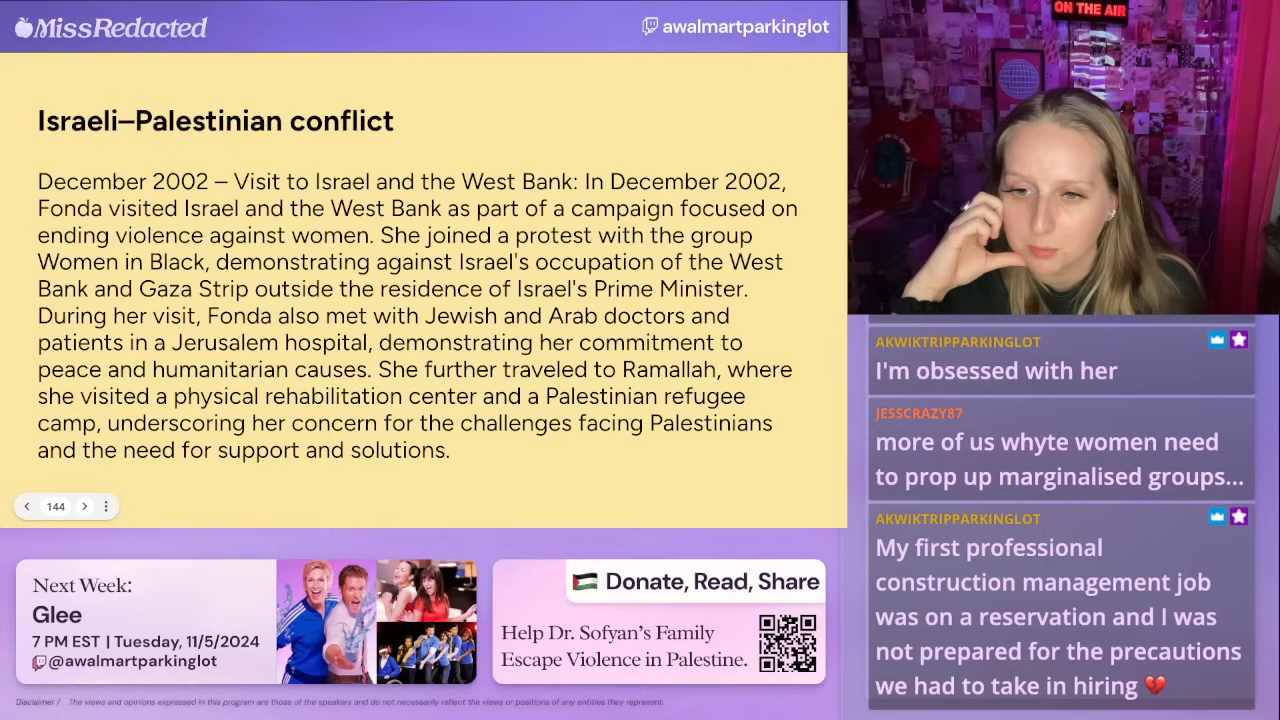 MissRedacted
awalmartparkinglot
ON THE AIR
Israeli–Palestinian conflict
December 2002 – Visit to Israel and the West Bank: In December 2002,
Fonda visited Israel and the West Bank as part of a campaign focused on
ending violence against women. She joined a protest with the group
Women in Black, demonstrating against Israel's occupation of the West
Bank and Gaza Strip outside the residence of Israel's Prime Minister.
During her visit, Fonda also met with Jewish and Arab doctors and
patients in a Jerusalem hospital, demonstrating her commitment to
peace and humanitarian causes. She further traveled to Ramallah, where
she visited a physical rehabilitation center and a Palestinian refugee
camp, underscoring her concern for the challenges facing Palestinians
and the need for support and solutions.
144
AKWIKTRIPPARKINGLOT
I'm obsessed with her
JESSCRAZY87
more of us whyte women need
to prop up marginalised groups...
AKWIKTRIPPARKINGLOT
My first professional
construction management job
was on a reservation and I was
not prepared for the precautions
we had to take in hiring 💔
Next Week:
Glee
7 PM EST | Tuesday, 11/5/2024
@awalmartparkinglot
🇵🇸 Donate, Read, Share
Help Dr. Sofyan's Family
Escape Violence in Palestine.
Disclaimer / The views and opinions expressed in this program are those of the speakers and do not necessarily reflect the views or positions of any entities they represent.